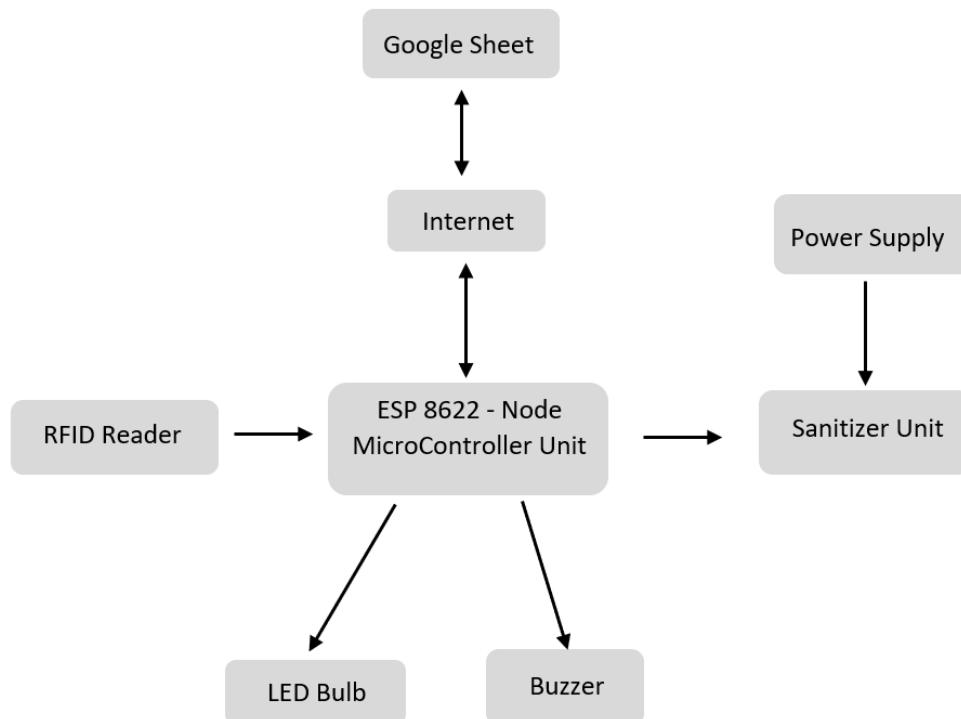 Google Sheet
Internet
Power Supply
RFID Reader
ESP 8622 - Node
MicroController Unit
Sanitizer Unit
LED Bulb
Buzzer